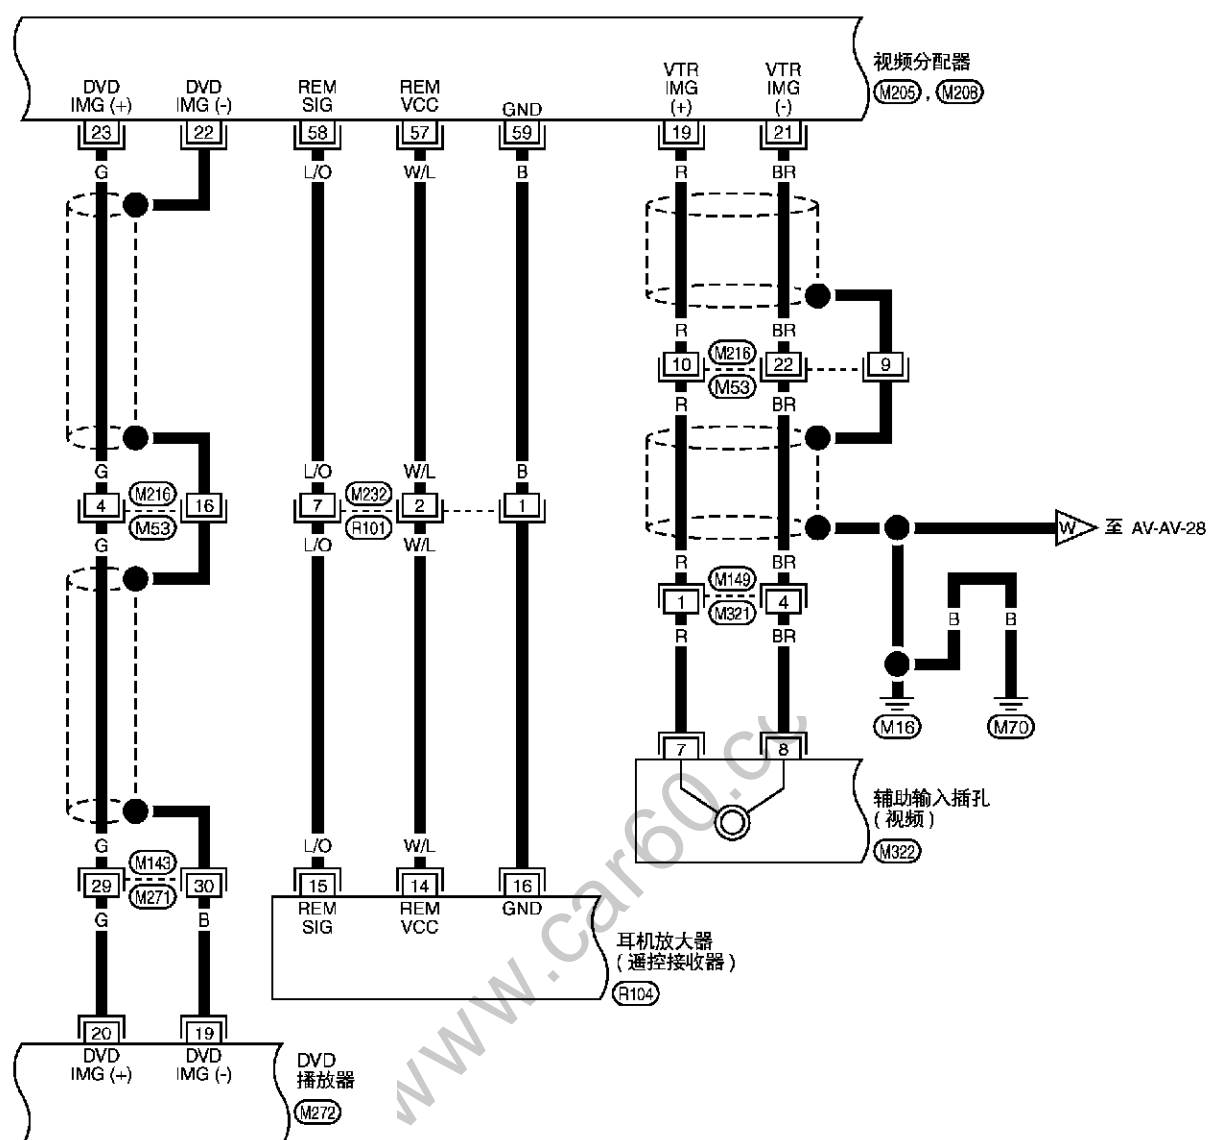 DVD IMG (+)
DVD IMG (-)
REM SIG
REM VCC
GND
VTR IMG (+)
VTR IMG (-)
视频分配器
M205 , M208
23 22 58 57 59 19 21
G L/O W/L B R BR
R BR
10 M216 22 9
M53
R BR
G L/O W/L B
4 M216 16 7 M232 2 1
M53 R101
G L/O W/L
W 至 AV-AV-28
R BR
M149
1 4
M321
R BR
B B
M16 M70
7 8
辅助输入插孔
(视频)
M322
G L/O W/L
29 M143 30 15 14 16
M271
G B
REM SIG
REM VCC
GND
耳机放大器
(遥控接收器)
R104
20 19
DVD IMG (+)
DVD IMG (-)
DVD
播放器
M272
www.car60.co